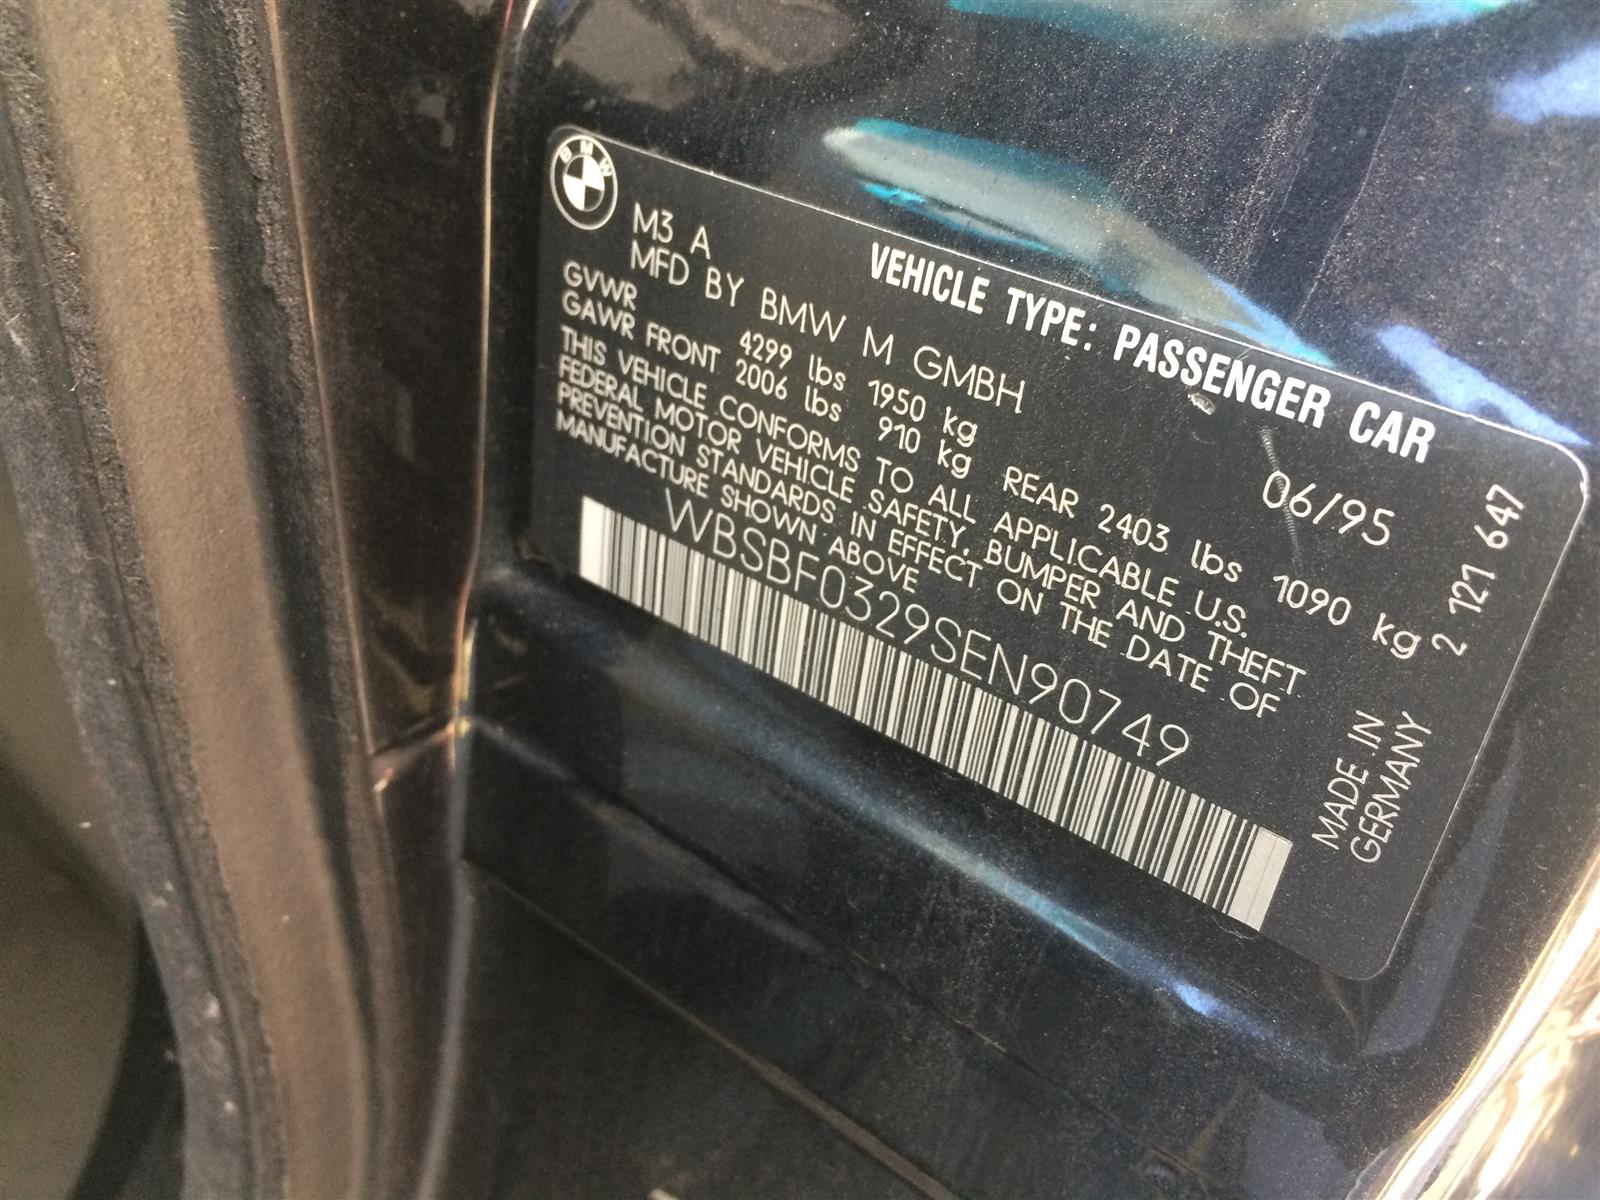 BMW
M3 A
MFD BY BMW M GMBH
VEHICLE TYPE: PASSENGER CAR
06/95
GVWR 4299 lbs 1950 kg
GAWR FRONT 2006 lbs 910 kg REAR 2403 lbs 1090 kg
THIS VEHICLE CONFORMS TO ALL APPLICABLE U.S.
FEDERAL MOTOR VEHICLE SAFETY, BUMPER AND THEFT
PREVENTION STANDARDS IN EFFECT ON THE DATE OF
MANUFACTURE SHOWN ABOVE
WBSBF0329SEN90749
2 121 647
MADE IN
GERMANY